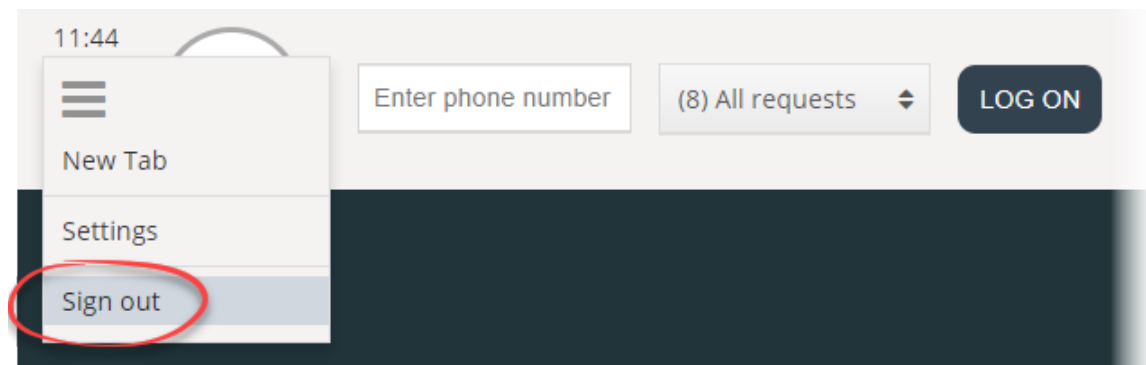 11:44
Enter phone number
(8) All requests
LOG ON
New Tab
Settings
Sign out